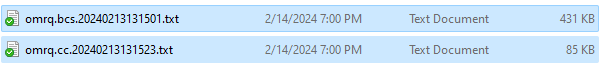 omrq.bcs.20240213131501.txt 2/14/2024 7:00 PM Text Document 431 KB
omrq.cc.20240213131523.txt 2/14/2024 7:00 PM Text Document 85 KB